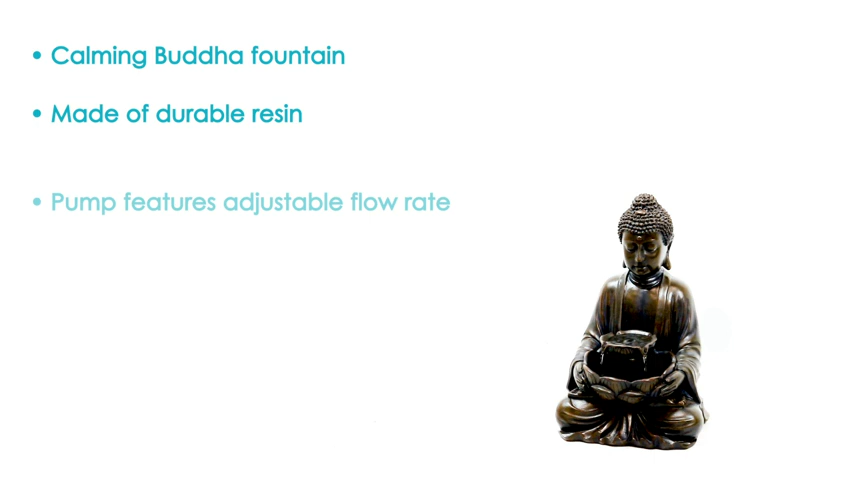 • Calming Buddha fountain
• Made of durable resin
• Pump features adjustable flow rate